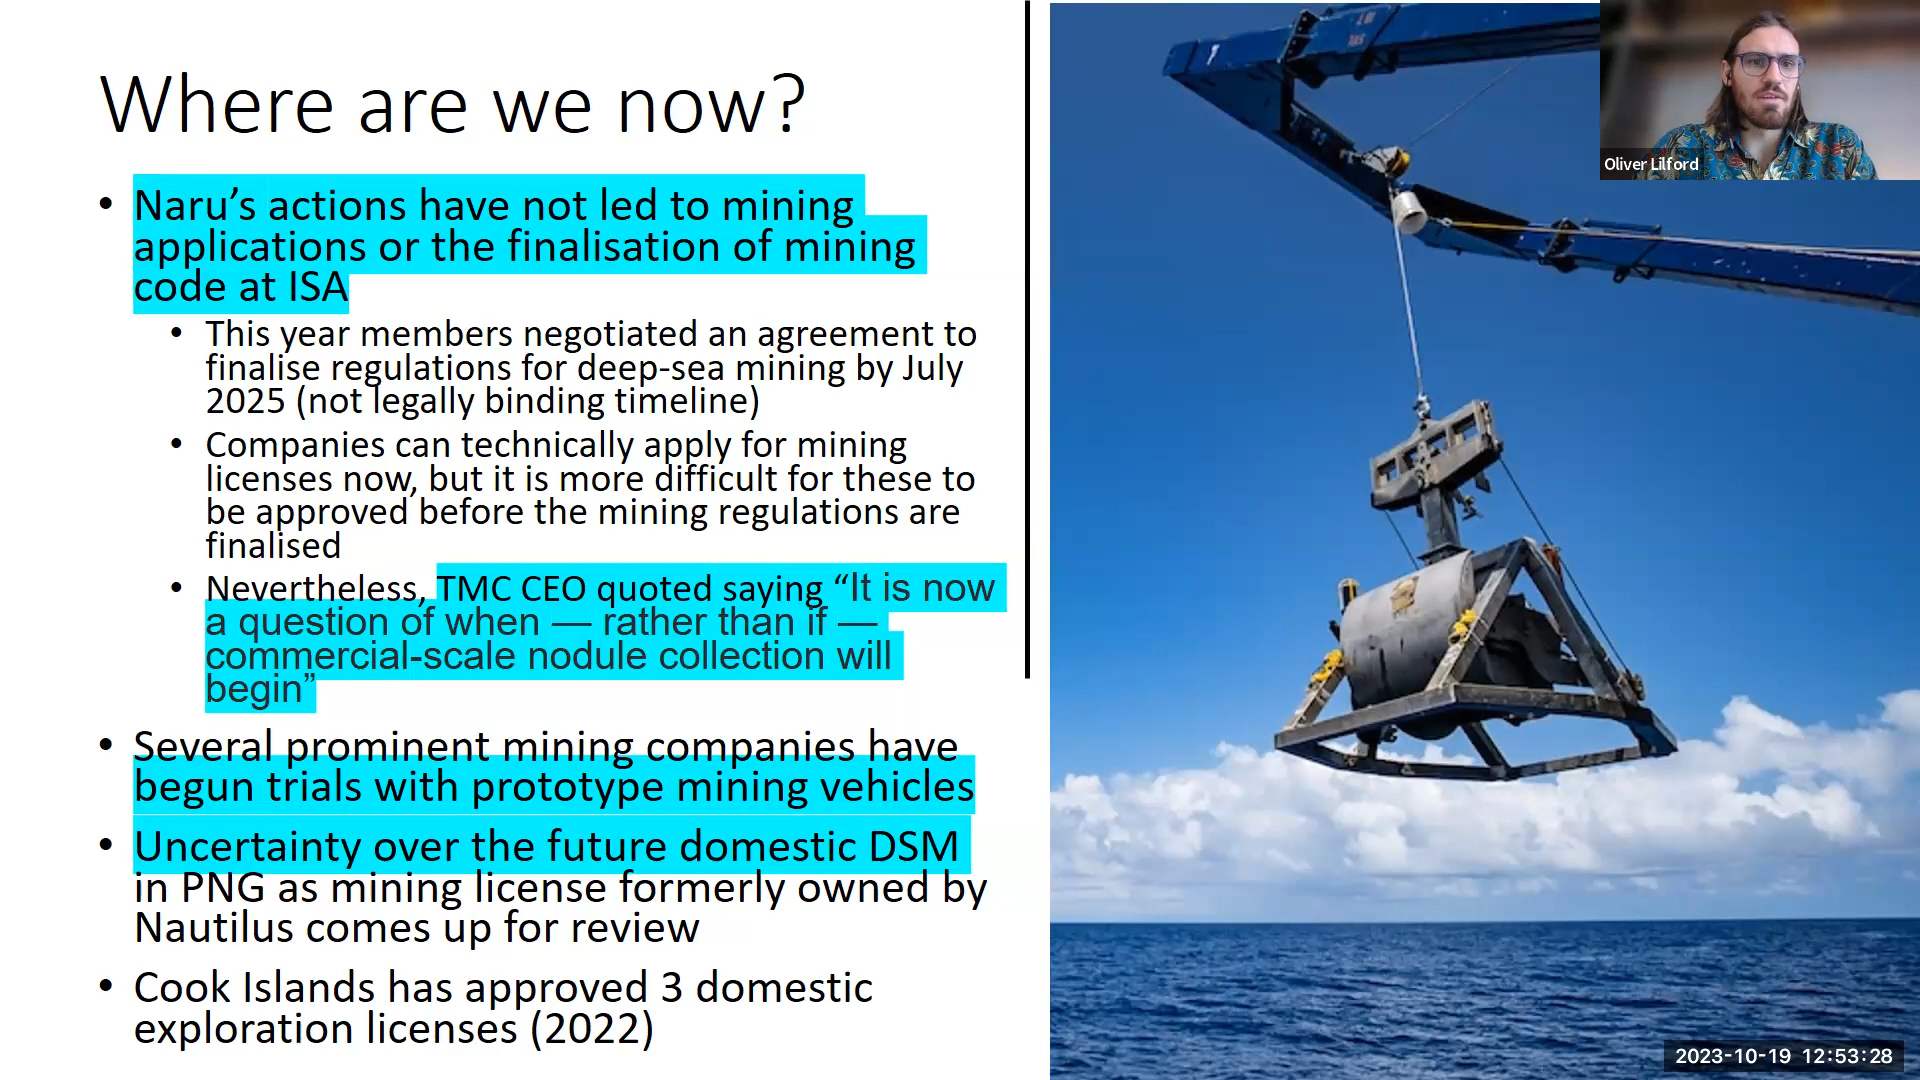 Where are we now?
• Naru’s actions have not led to mining
applications or the finalisation of mining
code at ISA
• This year members negotiated an agreement to
finalise regulations for deep-sea mining by July
2025 (not legally binding timeline)
• Companies can technically apply for mining
licenses now, but it is more difficult for these to
be approved before the mining regulations are
finalised
• Nevertheless, TMC CEO quoted saying “It is now
a question of when — rather than if —
commercial-scale nodule collection will
begin”
• Several prominent mining companies have
begun trials with prototype mining vehicles
• Uncertainty over the future domestic DSM
in PNG as mining license formerly owned by
Nautilus comes up for review
• Cook Islands has approved 3 domestic
exploration licenses (2022)
Oliver Lilford
2023-10-19 12:53:28